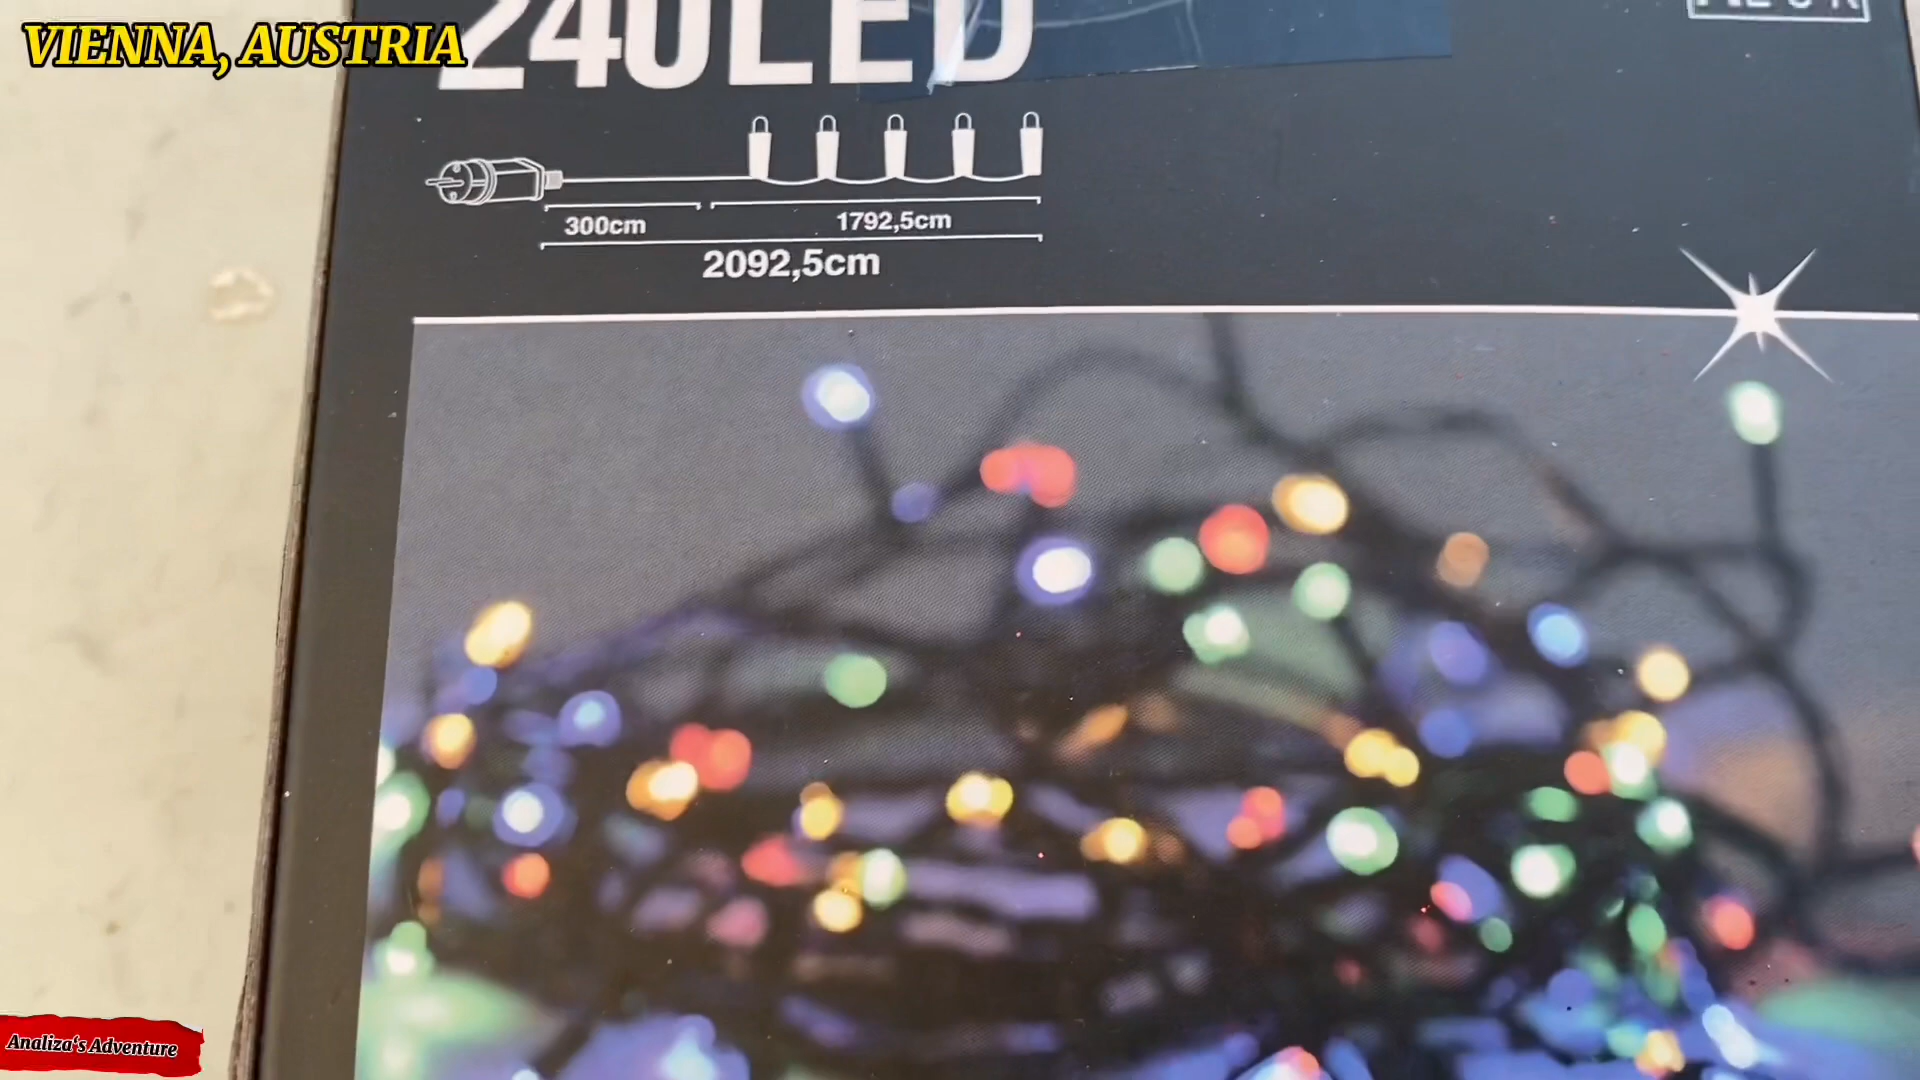 VIENNA, AUSTRIA
240LED
300cm
1792,5cm
2092,5cm
Analiza's Adventure